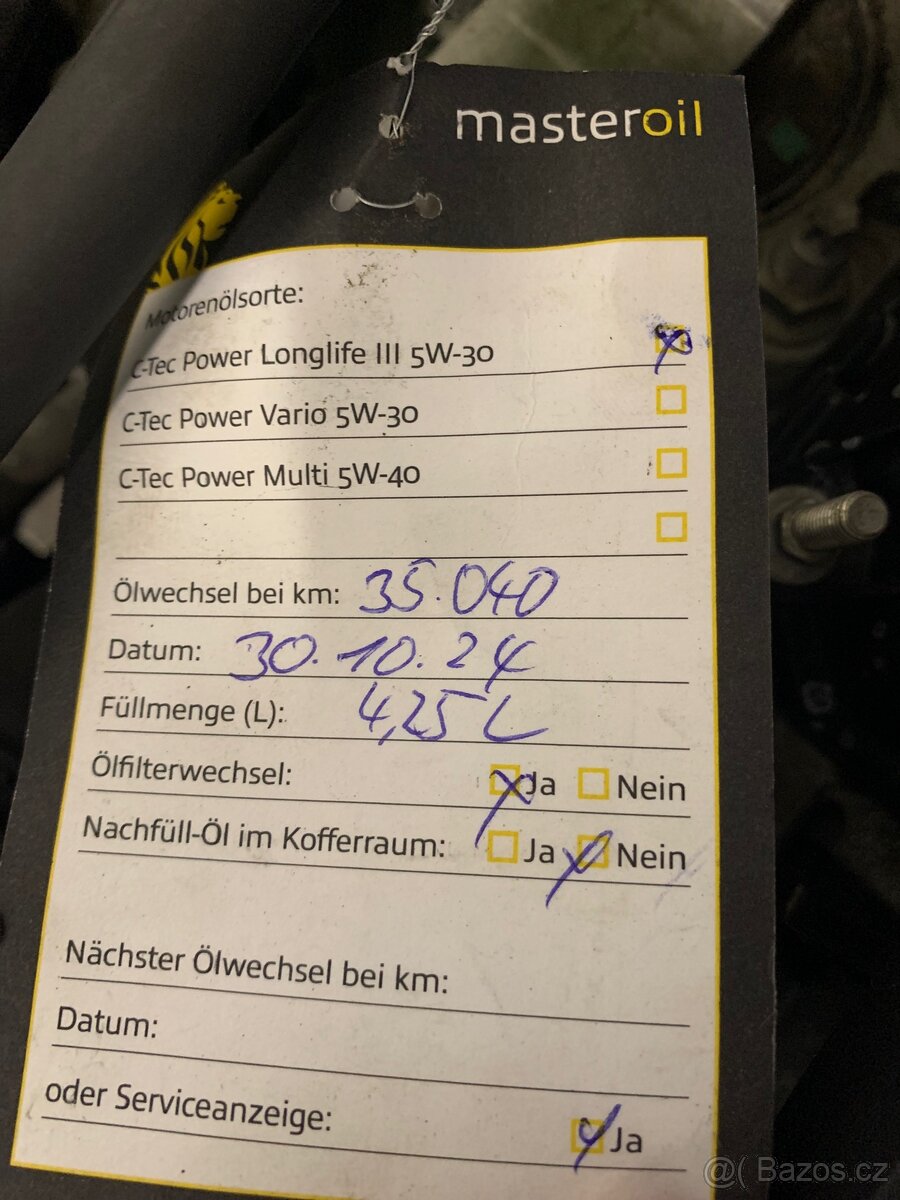 masteroil
Motorenölsorte:
C-Tec Power Longlife III 5W-30
C-Tec Power Vario 5W-30
C-Tec Power Multi 5W-40
Ölwechsel bei km: 35.040
Datum: 30.10.24
Füllmenge (L): 4,25 L
Ölfilterwechsel: Ja Nein
Nachfüll-Öl im Kofferraum: Ja Nein
Nächster Ölwechsel bei km:
Datum:
oder Serviceanzeige: Ja
@( Bazos.cz